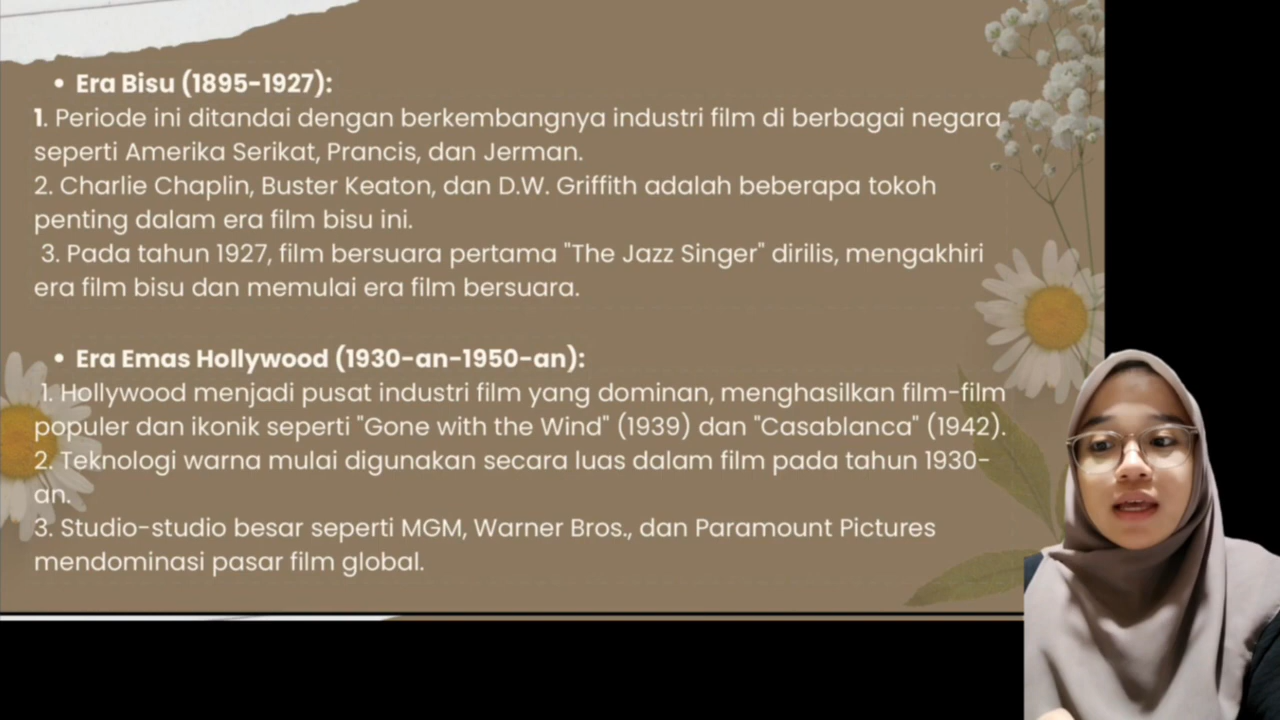 • Era Bisu (1895-1927):
1. Periode ini ditandai dengan berkembangnya industri film di berbagai negara
seperti Amerika Serikat, Prancis, dan Jerman.
2. Charlie Chaplin, Buster Keaton, dan D.W. Griffith adalah beberapa tokoh
penting dalam era film bisu ini.
3. Pada tahun 1927, film bersuara pertama "The Jazz Singer" dirilis, mengakhiri
era film bisu dan memulai era film bersuara.
• Era Emas Hollywood (1930-an-1950-an):
1. Hollywood menjadi pusat industri film yang dominan, menghasilkan film-film
populer dan ikonik seperti "Gone with the Wind" (1939) dan "Casablanca" (1942).
2. Teknologi warna mulai digunakan secara luas dalam film pada tahun 1930-
an.
3. Studio-studio besar seperti MGM, Warner Bros., dan Paramount Pictures
mendominasi pasar film global.